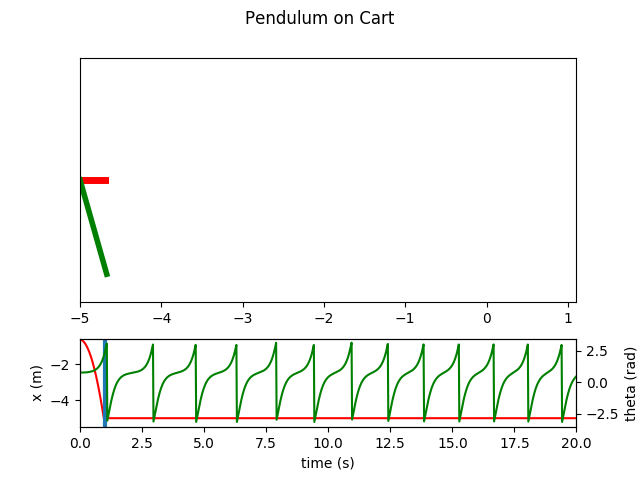 Pendulum on Cart
−5 −4 −3 −2 −1 0 1
x (m)
−2
−4
2.5
0.0
−2.5
theta (rad)
0.0 2.5 5.0 7.5 10.0 12.5 15.0 17.5 20.0
time (s)